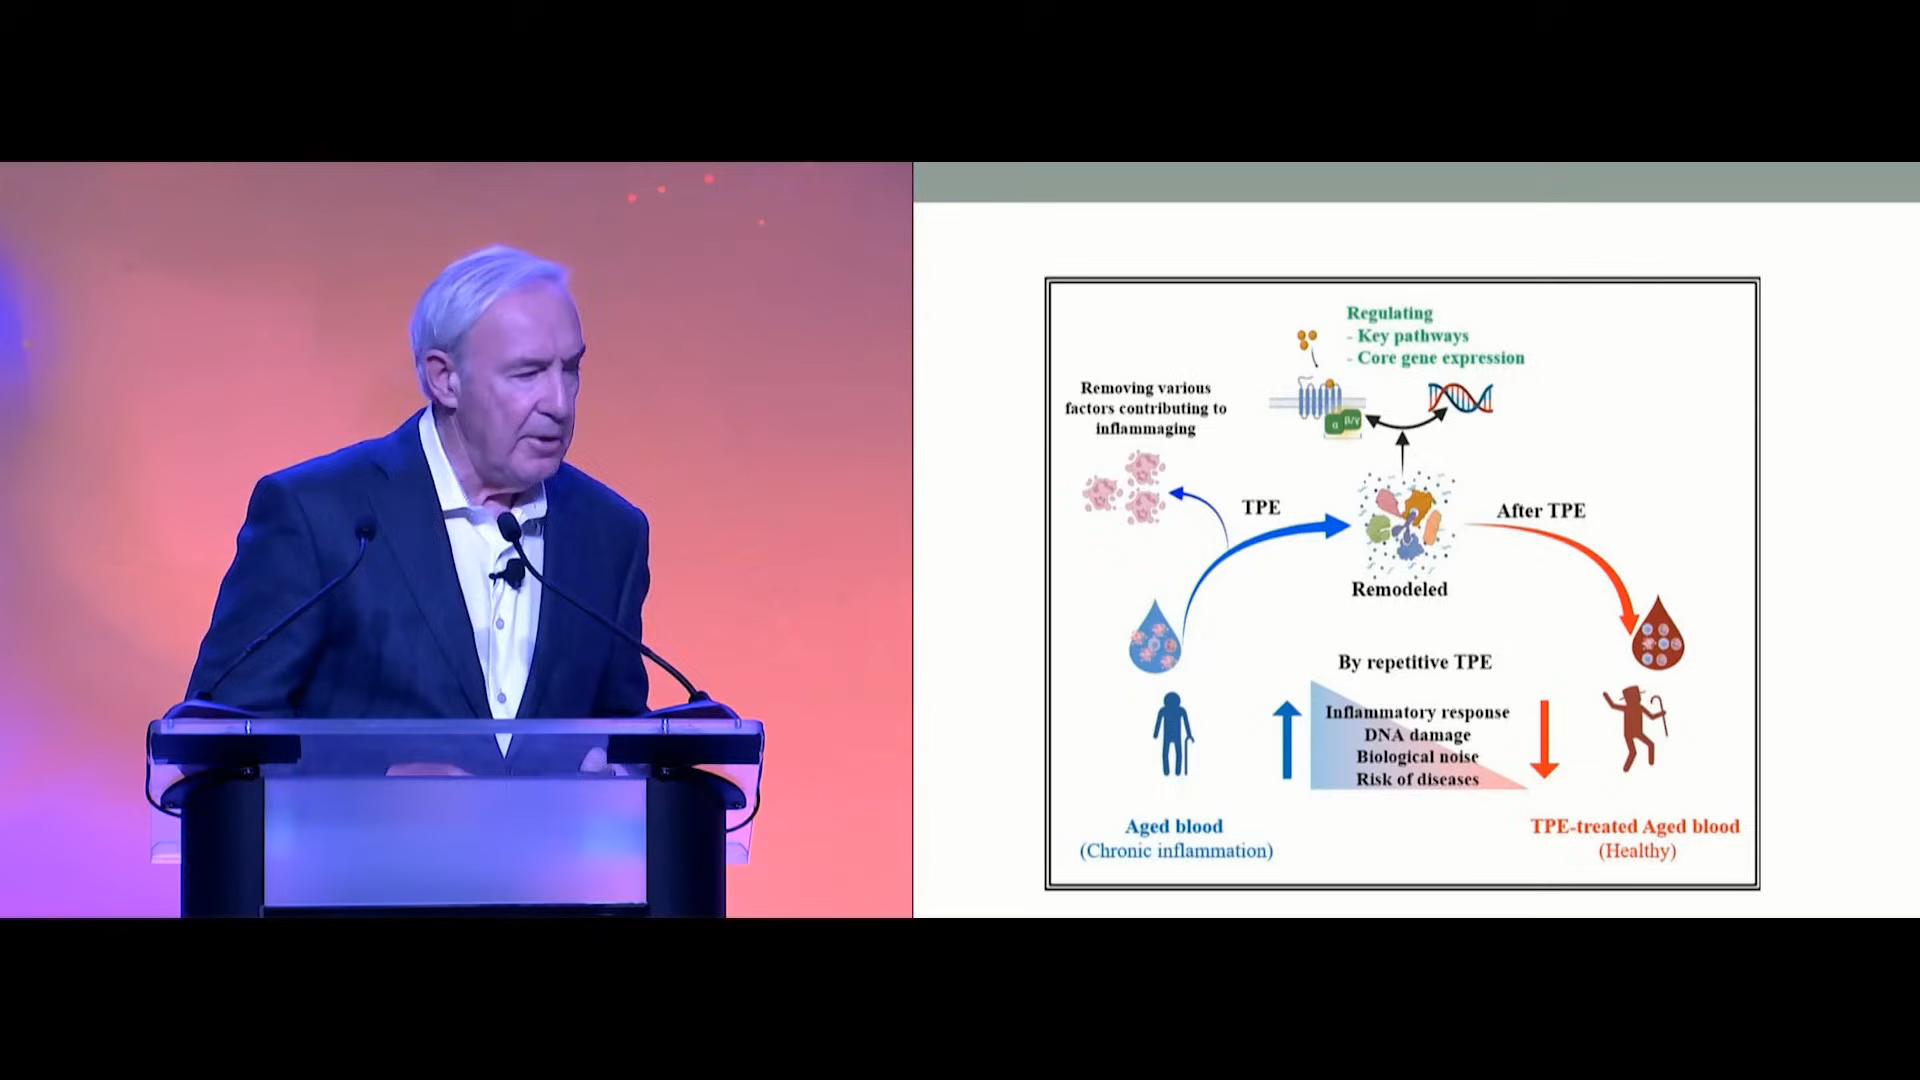 Regulating
- Key pathways
- Core gene expression
Removing various
factors contributing to
inflammaging
α
β/γ
TPE
After TPE
Remodeled
By repetitive TPE
Inflammatory response
DNA damage
Biological noise
Risk of diseases
Aged blood
(Chronic inflammation)
TPE-treated Aged blood
(Healthy)